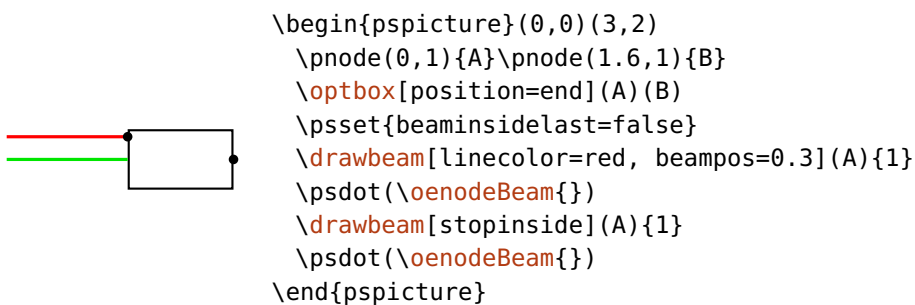 \begin{pspicture}(0,0)(3,2)
\pnode(0,1){A}\pnode(1.6,1){B}
\optbox[position=end](A)(B)
\psset{beaminsidelast=false}
\drawbeam[linecolor=red, beampos=0.3](A){1}
\psdot(\oenodeBeam{})
\drawbeam[stopinside](A){1}
\psdot(\oenodeBeam{})
\end{pspicture}